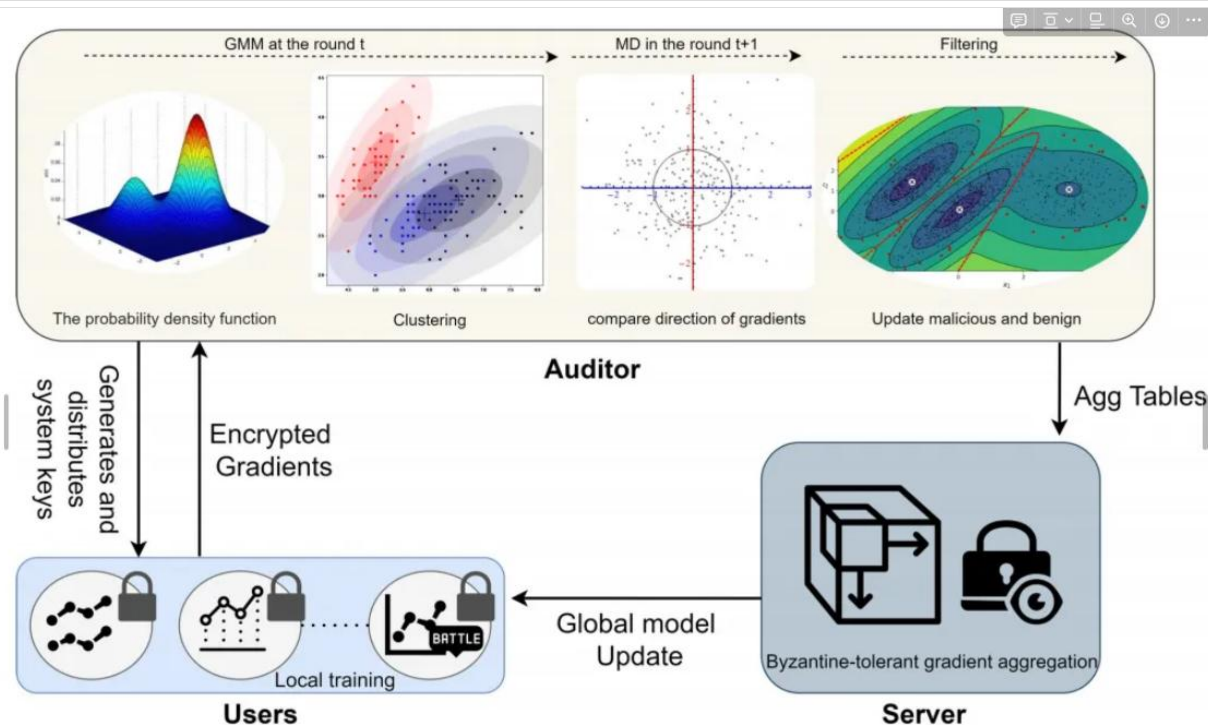 GMM at the round t
MD in the round t+1
Filtering
The probability density function
Clustering
compare direction of gradients
Update malicious and benign
Auditor
Generates and
distributes
system keys
Encrypted
Gradients
Agg Tables
BATTLE
Local training
Users
Global model
Update
Byzantine-tolerant gradient aggregation
Server